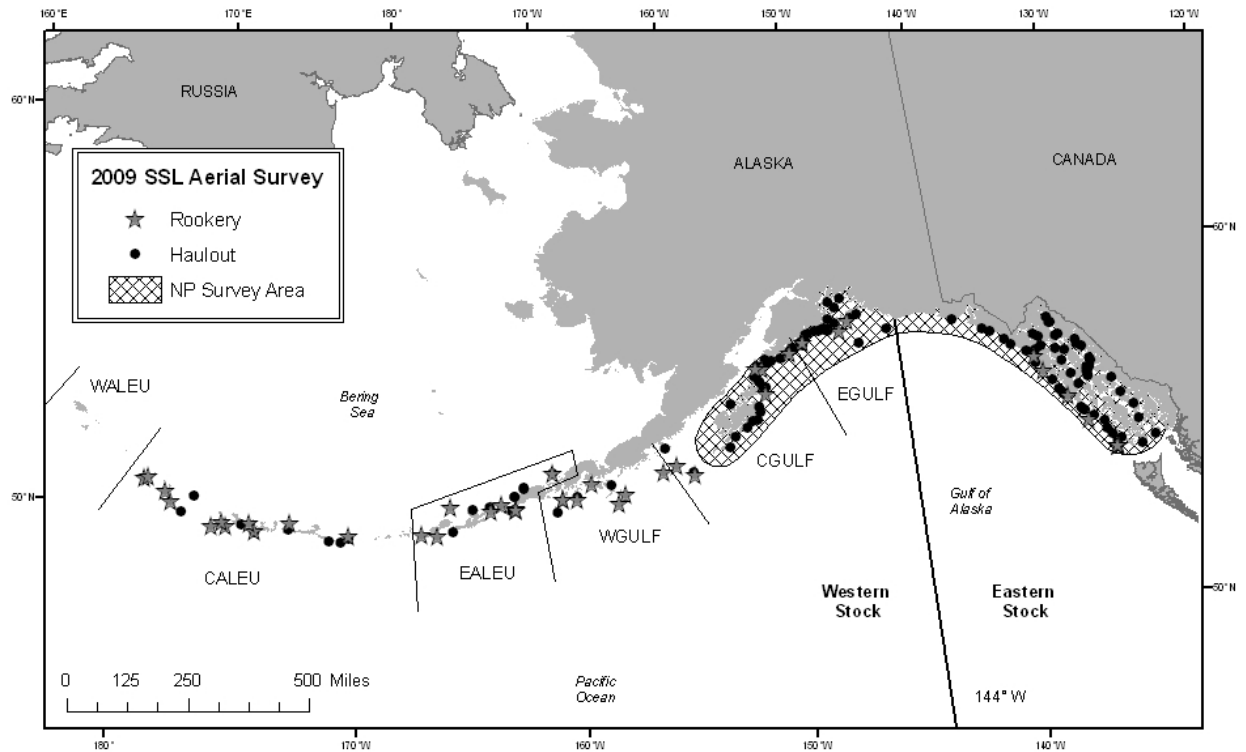 160°E 170°E 180° 170°W 160°W 150°W 140°W 130°W 120°W
60°N
RUSSIA
ALASKA
CANADA
2009 SSL Aerial Survey
Rookery
Haulout
NP Survey Area
60°N
WALEU
Bering
Sea
EGULF
CGULF
50°N
Gulf of
Alaska
WGULF
CALEU
EALEU
Western
Stock
Eastern
Stock
50°N
0 125 250 500 Miles
Pacific
Ocean
144° W
180° 170°W 160°W 150°W 140°W